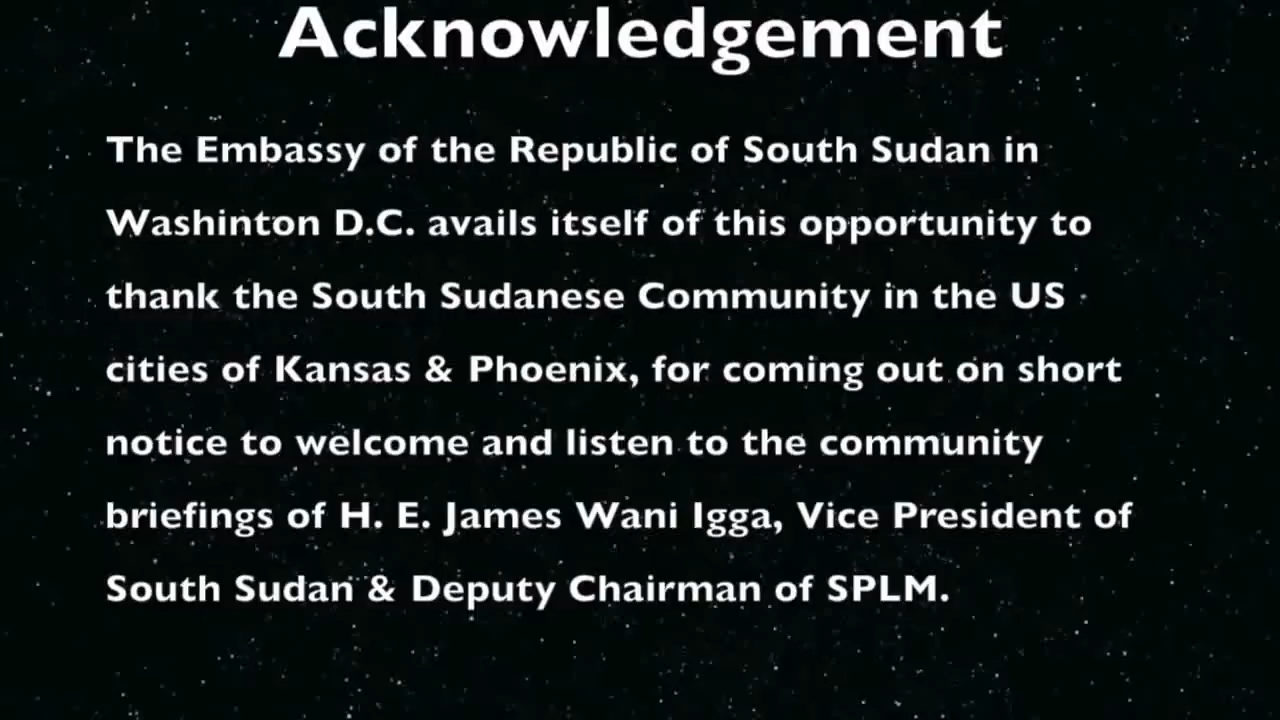 Acknowledgement
The Embassy of the Republic of South Sudan in
Washinton D.C. avails itself of this opportunity to
thank the South Sudanese Community in the US
cities of Kansas & Phoenix, for coming out on short
notice to welcome and listen to the community
briefings of H. E. James Wani Igga, Vice President of
South Sudan & Deputy Chairman of SPLM.